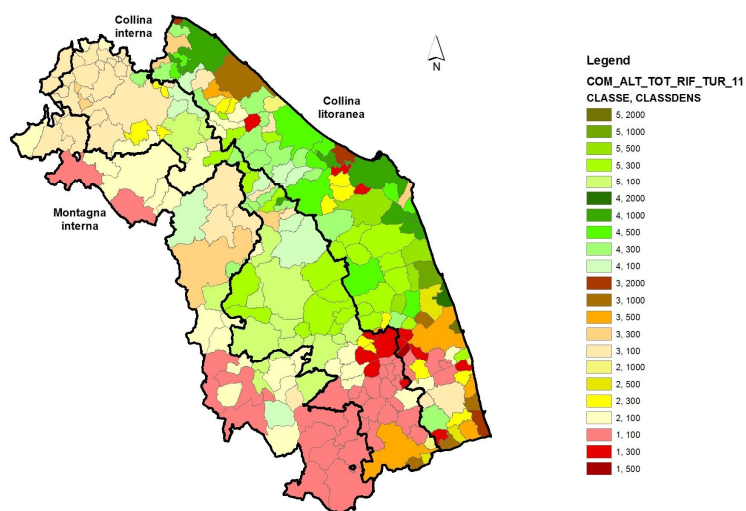 Collina
interna
N
Collina
litoranea
Montagna
interna
Legend
COM_ALT_TOT_RIF_TUR_11
CLASSE, CLASSDENS
5, 2000
5, 1000
5, 500
5, 300
5, 100
4, 2000
4, 1000
4, 500
4, 300
4, 100
3, 2000
3, 1000
3, 500
3, 300
3, 100
2, 1000
2, 500
2, 300
2, 100
1, 100
1, 300
1, 500